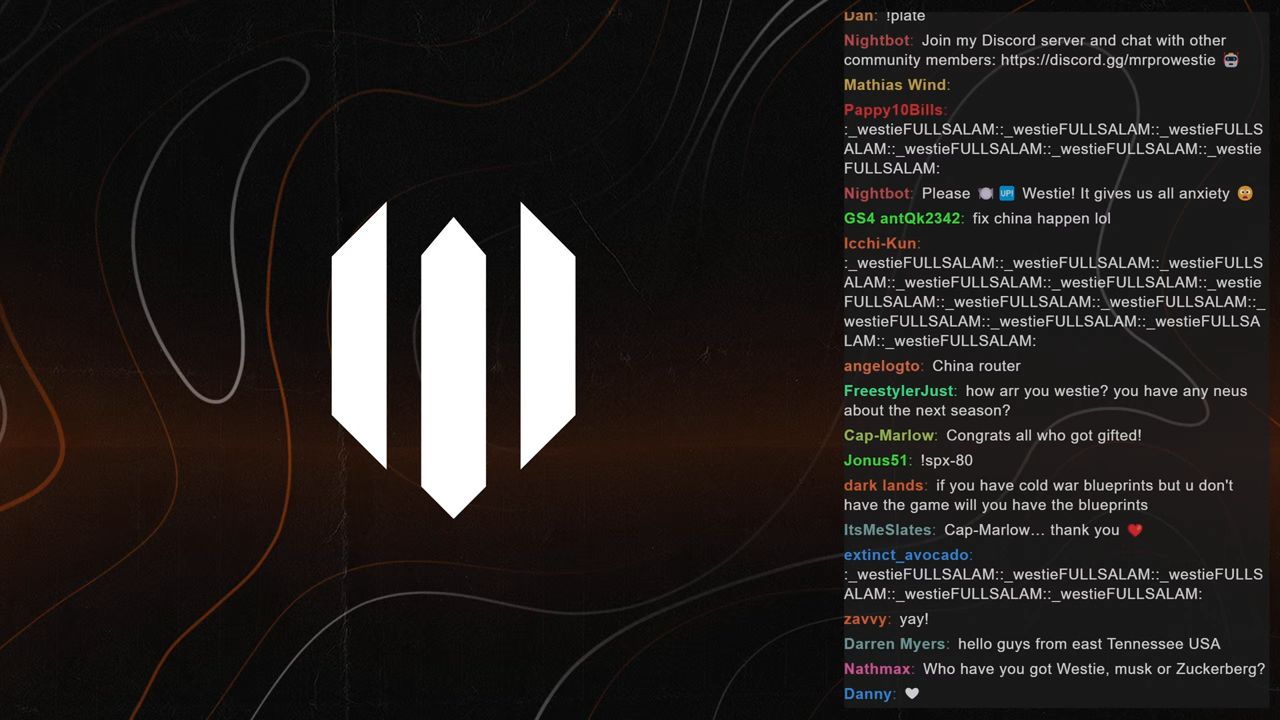 Dan: !plate
Nightbot: Join my Discord server and chat with other
community members: https://discord.gg/mrprowestie 🤖
Mathias Wind:
Pappy10Bills:
:_westieFULLSALAM::_westieFULLSALAM::_westieFULLS
ALAM::_westieFULLSALAM::_westieFULLSALAM::_westie
FULLSALAM:
Nightbot: Please 🍽️ 🆙 Westie! It gives us all anxiety 😳
GS4 antQk2342: fix china happen lol
Icchi-Kun:
:_westieFULLSALAM::_westieFULLSALAM::_westieFULLS
ALAM::_westieFULLSALAM::_westieFULLSALAM::_westie
FULLSALAM::_westieFULLSALAM::_westieFULLSALAM::_
westieFULLSALAM::_westieFULLSALAM::_westieFULLSA
LAM::_westieFULLSALAM:
angelogto: China router
FreestylerJust: how arr you westie? you have any neus
about the next season?
Cap-Marlow: Congrats all who got gifted!
Jonus51: !spx-80
dark lands: if you have cold war blueprints but u don't
have the game will you have the blueprints
ItsMeSlates: Cap-Marlow... thank you ❤️
extinct_avocado:
:_westieFULLSALAM::_westieFULLSALAM::_westieFULLS
ALAM::_westieFULLSALAM::_westieFULLSALAM:
zavvy: yay!
Darren Myers: hello guys from east Tennessee USA
Nathmax: Who have you got Westie, musk or Zuckerberg?
Danny: 🤍